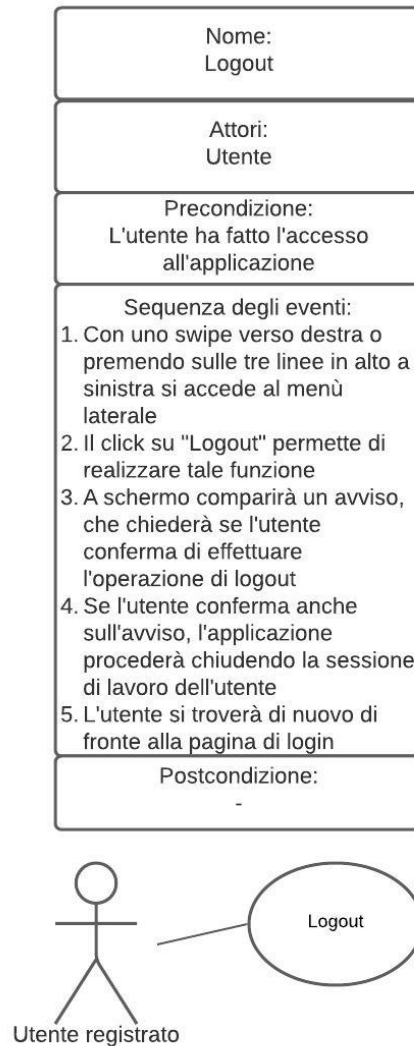 Nome:
Logout
Attori:
Utente
Precondizione:
L'utente ha fatto l'accesso
all'applicazione
Sequenza degli eventi:
1. Con uno swipe verso destra o
premendo sulle tre linee in alto a
sinistra si accede al menù
laterale
2. Il click su "Logout" permette di
realizzare tale funzione
3. A schermo comparirà un avviso,
che chiederà se l'utente
conferma di effettuare
l'operazione di logout
4. Se l'utente conferma anche
sull'avviso, l'applicazione
procederà chiudendo la sessione
di lavoro dell'utente
5. L'utente si troverà di nuovo di
fronte alla pagina di login
Postcondizione:
-
Logout
Utente registrato